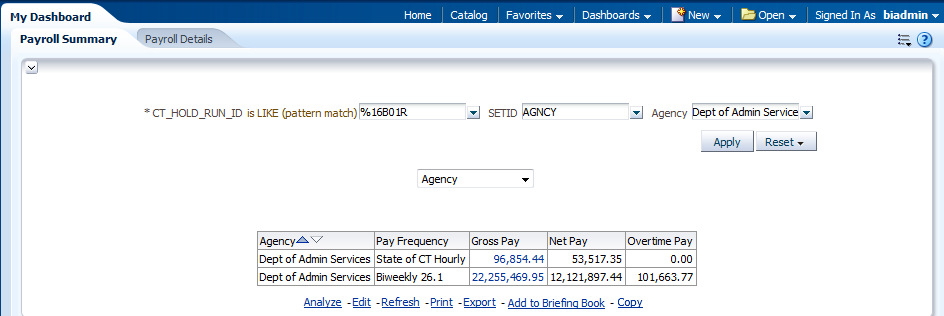 My Dashboard Home Catalog Favorites Dashboards New Open Signed In As biadmin
Payroll Summary Payroll Details
* CT_HOLD_RUN_ID is LIKE (pattern match) %16B01R SETID AGNCY Agency Dept of Admin Service
Apply Reset
Agency
Agency Pay Frequency Gross Pay Net Pay Overtime Pay
Dept of Admin Services State of CT Hourly 96,854.44 53,517.35 0.00
Dept of Admin Services Biweekly 26.1 22,255,469.95 12,121,897.44 101,663.77
Analyze - Edit - Refresh - Print - Export - Add to Briefing Book - Copy